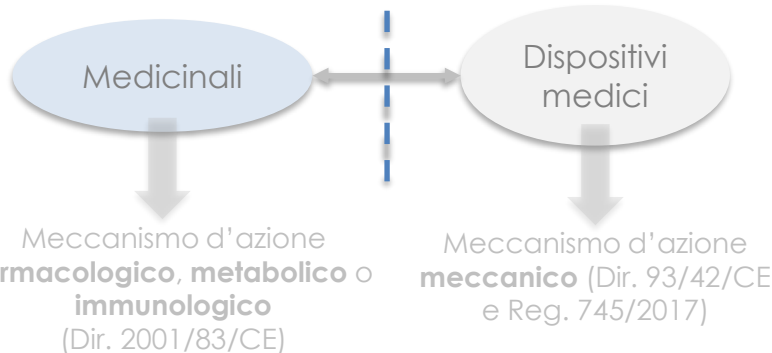 Medicinali
Dispositivi
medici
Meccanismo d'azione
rmacologico, metabolico o
immunologico
(Dir. 2001/83/CE)
Meccanismo d'azione
meccanico (Dir. 93/42/CE
e Reg. 745/2017)